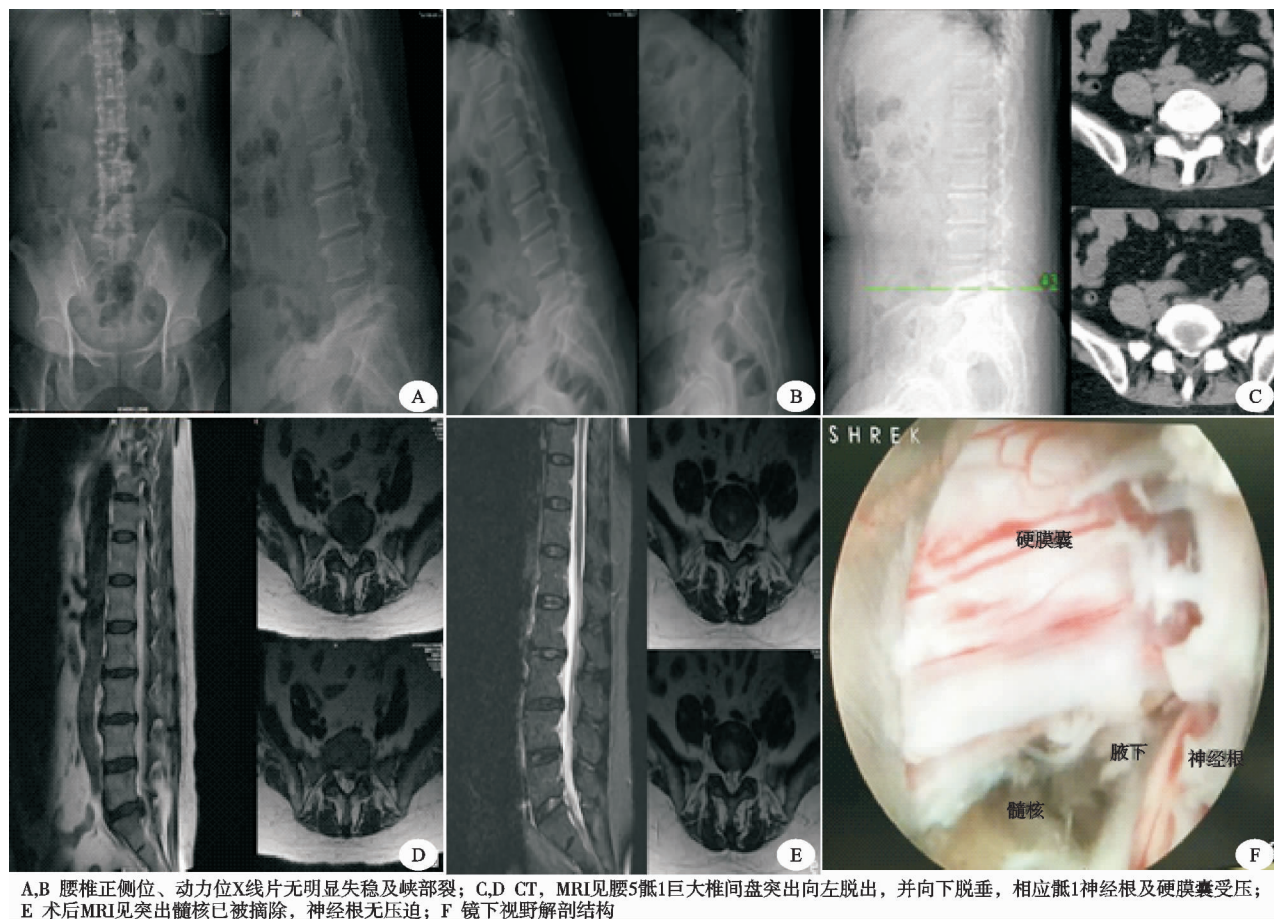 A
B
C
SHREK
硬膜囊
腋下
神经根
髓核
D
E
F
A,B 腰椎正侧位、动力位X线片无明显失稳及峡部裂；C,D CT，MRI见腰5骶1巨大椎间盘突出向左脱出，并向下脱垂，相应骶1神经根及硬膜囊受压；
E 术后MRI见突出髓核已被摘除，神经根无压迫；F 镜下视野解剖结构